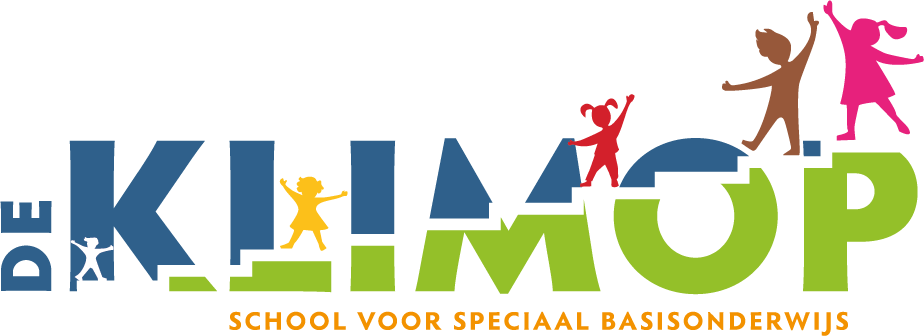 DE KLIMOP
SCHOOL VOOR SPECIAAL BASISONDERWIJS